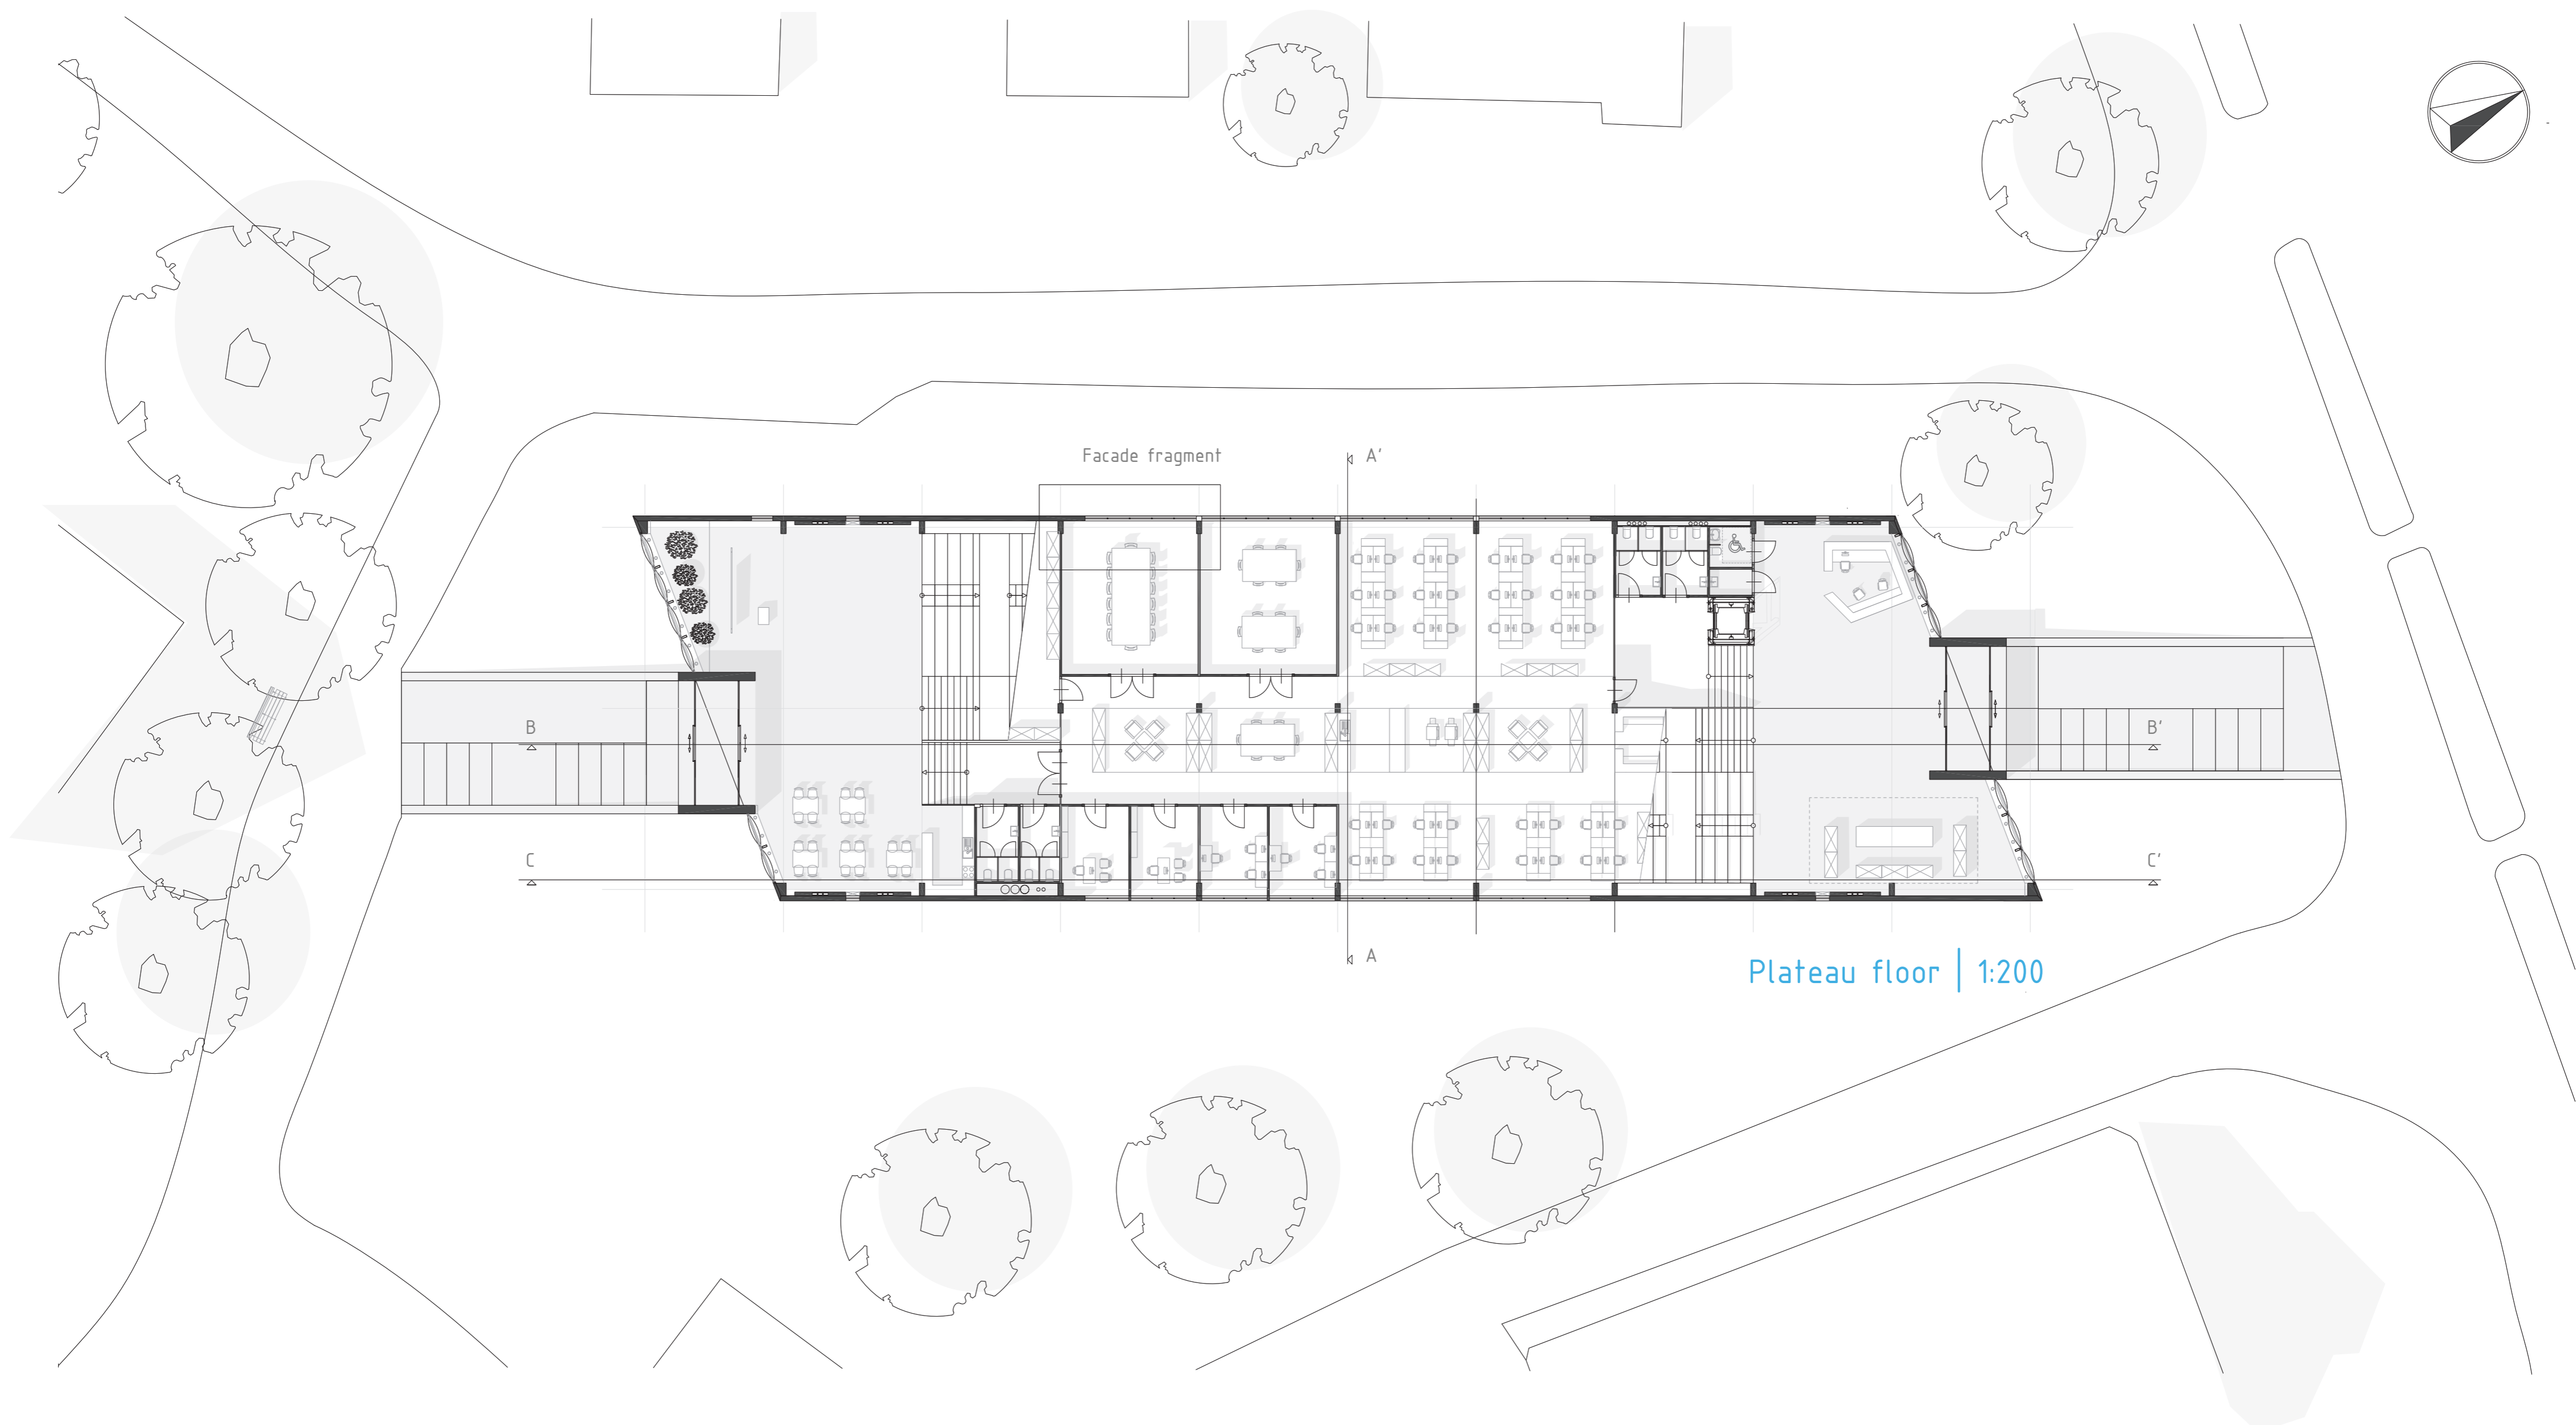 Facade fragment
A'
B
B'
C
C'
A
Plateau floor | 1:200